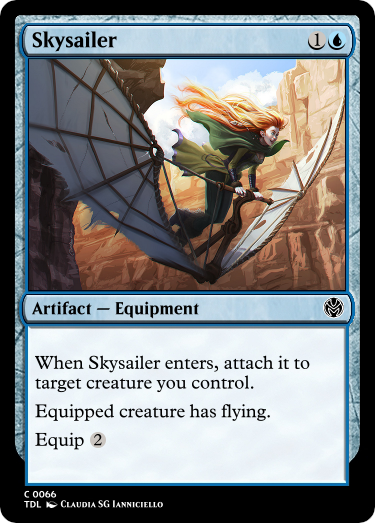 Skysailer 1
Artifact — Equipment
When Skysailer enters, attach it to
target creature you control.
Equipped creature has flying.
Equip 2
C 0066
TDL Claudia SG Ianniciello